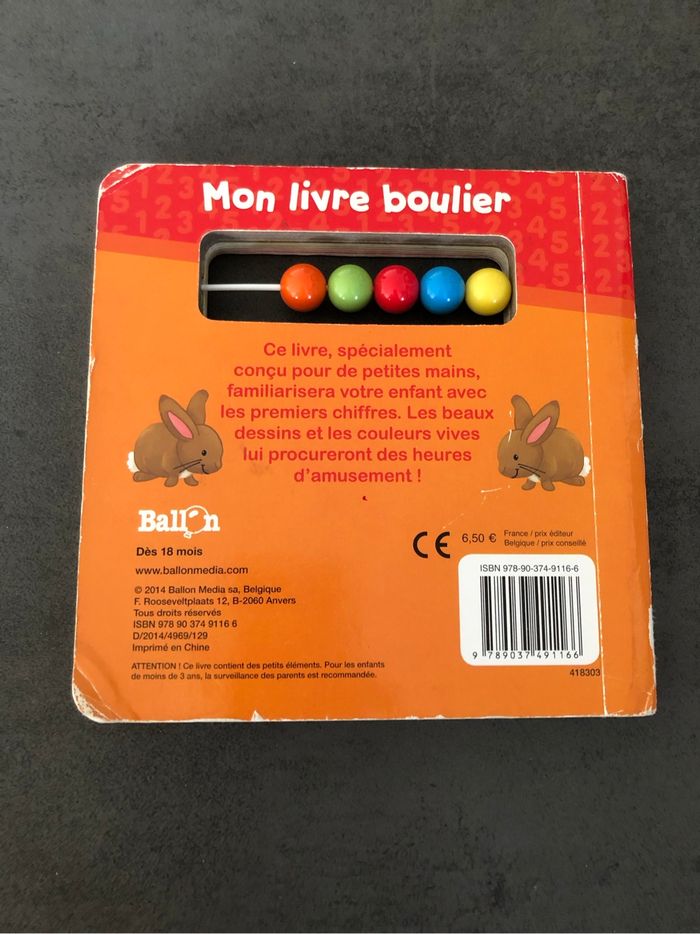 Mon livre boulier
Ce livre, spécialement
conçu pour de petites mains,
familiarisera votre enfant avec
les premiers chiffres. Les beaux
dessins et les couleurs vives
lui procureront des heures
d'amusement !
Ballon
Dès 18 mois
www.ballonmedia.com
© 2014 Ballon Media sa, Belgique
F. Rooseveltplaats 12, B-2060 Anvers
Tous droits réservés
ISBN 978 90 374 9116 6
D/2014/4969/129
Imprimé en Chine
ATTENTION ! Ce livre contient des petits éléments. Pour les enfants
de moins de 3 ans, la surveillance des parents est recommandée.
CE 6,50 € France / prix éditeur
Belgique / prix conseillé
ISBN 978-90-374-9116-6
9 789037 491166
418303